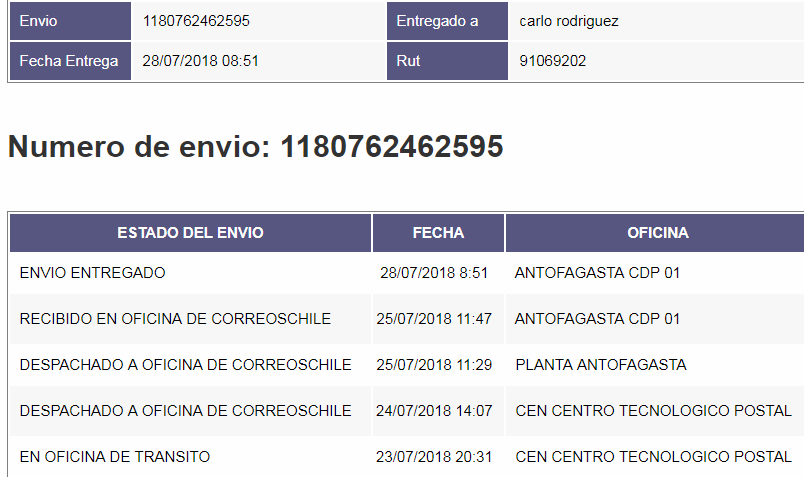 Envio 1180762462595 Entregado a carlo rodriguez
Fecha Entrega 28/07/2018 08:51 Rut 91069202
Numero de envio: 1180762462595
ESTADO DEL ENVIO FECHA OFICINA
ENVIO ENTREGADO 28/07/2018 8:51 ANTOFAGASTA CDP 01
RECIBIDO EN OFICINA DE CORREOSCHILE 25/07/2018 11:47 ANTOFAGASTA CDP 01
DESPACHADO A OFICINA DE CORREOSCHILE 25/07/2018 11:29 PLANTA ANTOFAGASTA
DESPACHADO A OFICINA DE CORREOSCHILE 24/07/2018 14:07 CEN CENTRO TECNOLOGICO POSTAL
EN OFICINA DE TRANSITO 23/07/2018 20:31 CEN CENTRO TECNOLOGICO POSTAL